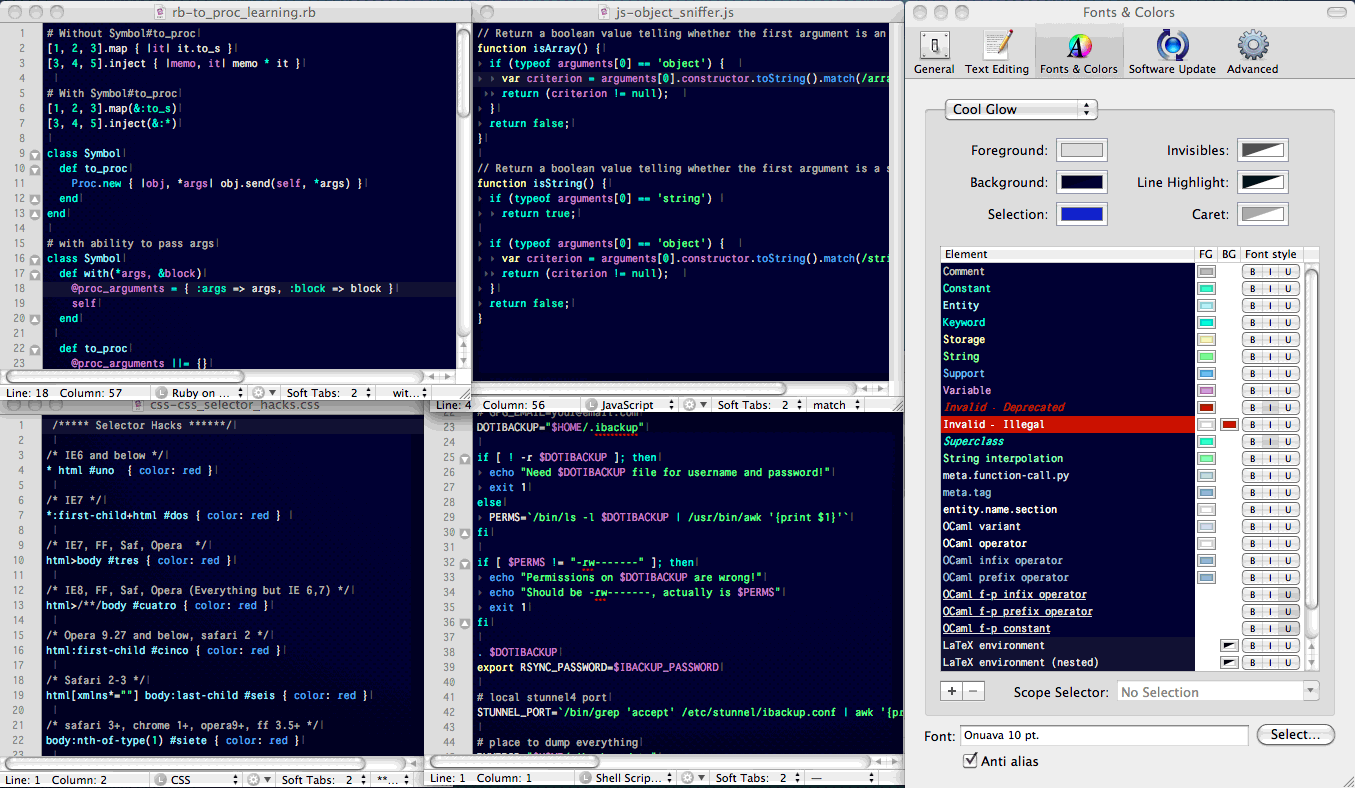 rb-to_proc_learning.rb
1 # Without Symbol#to_proc
2 [1, 2, 3].map { |it| it.to_s }
3 [3, 4, 5].inject { |memo, it| memo * it }
4
5 # With Symbol#to_proc
6 [1, 2, 3].map(&:to_s)
7 [3, 4, 5].inject(&:*)
8
9 class Symbol
10 def to_proc
11 Proc.new { |obj, *args| obj.send(self, *args) }
12 end
13 end
14
15 # with ability to pass args
16 class Symbol
17 def with(*args, &block)
18 @proc_arguments = { :args => args, :block => block }
19 self
20 end
21
22 def to_proc
23 @proc_arguments ||= {}
Line: 18 Column: 57
Ruby on ...
Soft Tabs: 2
wit...
js-object_sniffer.js
// Return a boolean value telling whether the first argument is an
function isArray() {
if (typeof arguments[0] == 'object') {
var criterion = arguments[0].constructor.toString().match(/arra
return (criterion != null);
}
return false;
}
// Return a boolean value telling whether the first argument is a s
function isString() {
if (typeof arguments[0] == 'string')
return true;
if (typeof arguments[0] == 'object') {
var criterion = arguments[0].constructor.toString().match(/stri
return (criterion != null);
}
return false;
}
Line: 4 Column: 56
JavaScript
Soft Tabs: 2
match
css-css_selector_hacks.css
1 /***** Selector Hacks ******/
2
3 /* IE6 and below */
4 * html #uno { color: red }
5
6 /* IE7 */
7 *:first-child+html #dos { color: red }
8
9 /* IE7, FF, Saf, Opera */
10 html>body #tres { color: red }
11
12 /* IE8, FF, Saf, Opera (Everything but IE 6,7) */
13 html>/**/body #cuatro { color: red }
14
15 /* Opera 9.27 and below, safari 2 */
16 html:first-child #cinco { color: red }
17
18 /* Safari 2-3 */
19 html[xmlns*=""] body:last-child #seis { color: red }
20
21 /* safari 3+, chrome 1+, opera9+, ff 3.5+ */
22 body:nth-of-type(1) #siete { color: red }
23
Line: 1 Column: 2
CSS
Soft Tabs: 2
**...
22 # GPG_EMAIL=your@email.com
23 DOTIBACKUP="$HOME/.ibackup"
24
25 if [ ! -r $DOTIBACKUP ]; then
26 echo "Need $DOTIBACKUP file for username and password!"
27 exit 1
28 else
29 PERMS=`/bin/ls -l $DOTIBACKUP | /usr/bin/awk '{print $1}'`
30 fi
31
32 if [ $PERMS != "-rw-------" ]; then
33 echo "Permissions on $DOTIBACKUP are wrong!"
34 echo "Should be -rw-------, actually is $PERMS"
35 exit 1
36 fi
37
38 . $DOTIBACKUP
39 export RSYNC_PASSWORD=$IBACKUP_PASSWORD
40
41 # local stunnel4 port
42 STUNNEL_PORT=`/bin/grep 'accept' /etc/stunnel/ibackup.conf | awk '{pr
43
44 # place to dump everything
Line: 1 Column: 1
Shell Scrip...
Soft Tabs: 2
—
Fonts & Colors
General Text Editing Fonts & Colors Software Update Advanced
Cool Glow
Foreground: Invisibles:
Background: Line Highlight:
Selection: Caret:
Element FG BG Font style
Comment B I U
Constant B I U
Entity B I U
Keyword B I U
Storage B I U
String B I U
Support B I U
Variable B I U
Invalid - Deprecated B I U
Invalid - Illegal B I U
Superclass B I U
String interpolation B I U
meta.function-call.py B I U
meta.tag B I U
entity.name.section B I U
OCaml variant B I U
OCaml operator B I U
OCaml infix operator B I U
OCaml prefix operator B I U
OCaml f-p infix operator B I U
OCaml f-p prefix operator B I U
OCaml f-p constant B I U
LaTeX environment B I U
LaTeX environment (nested) B I U
+ − Scope Selector: No Selection
Font: Onuava 10 pt. Select...
Anti alias